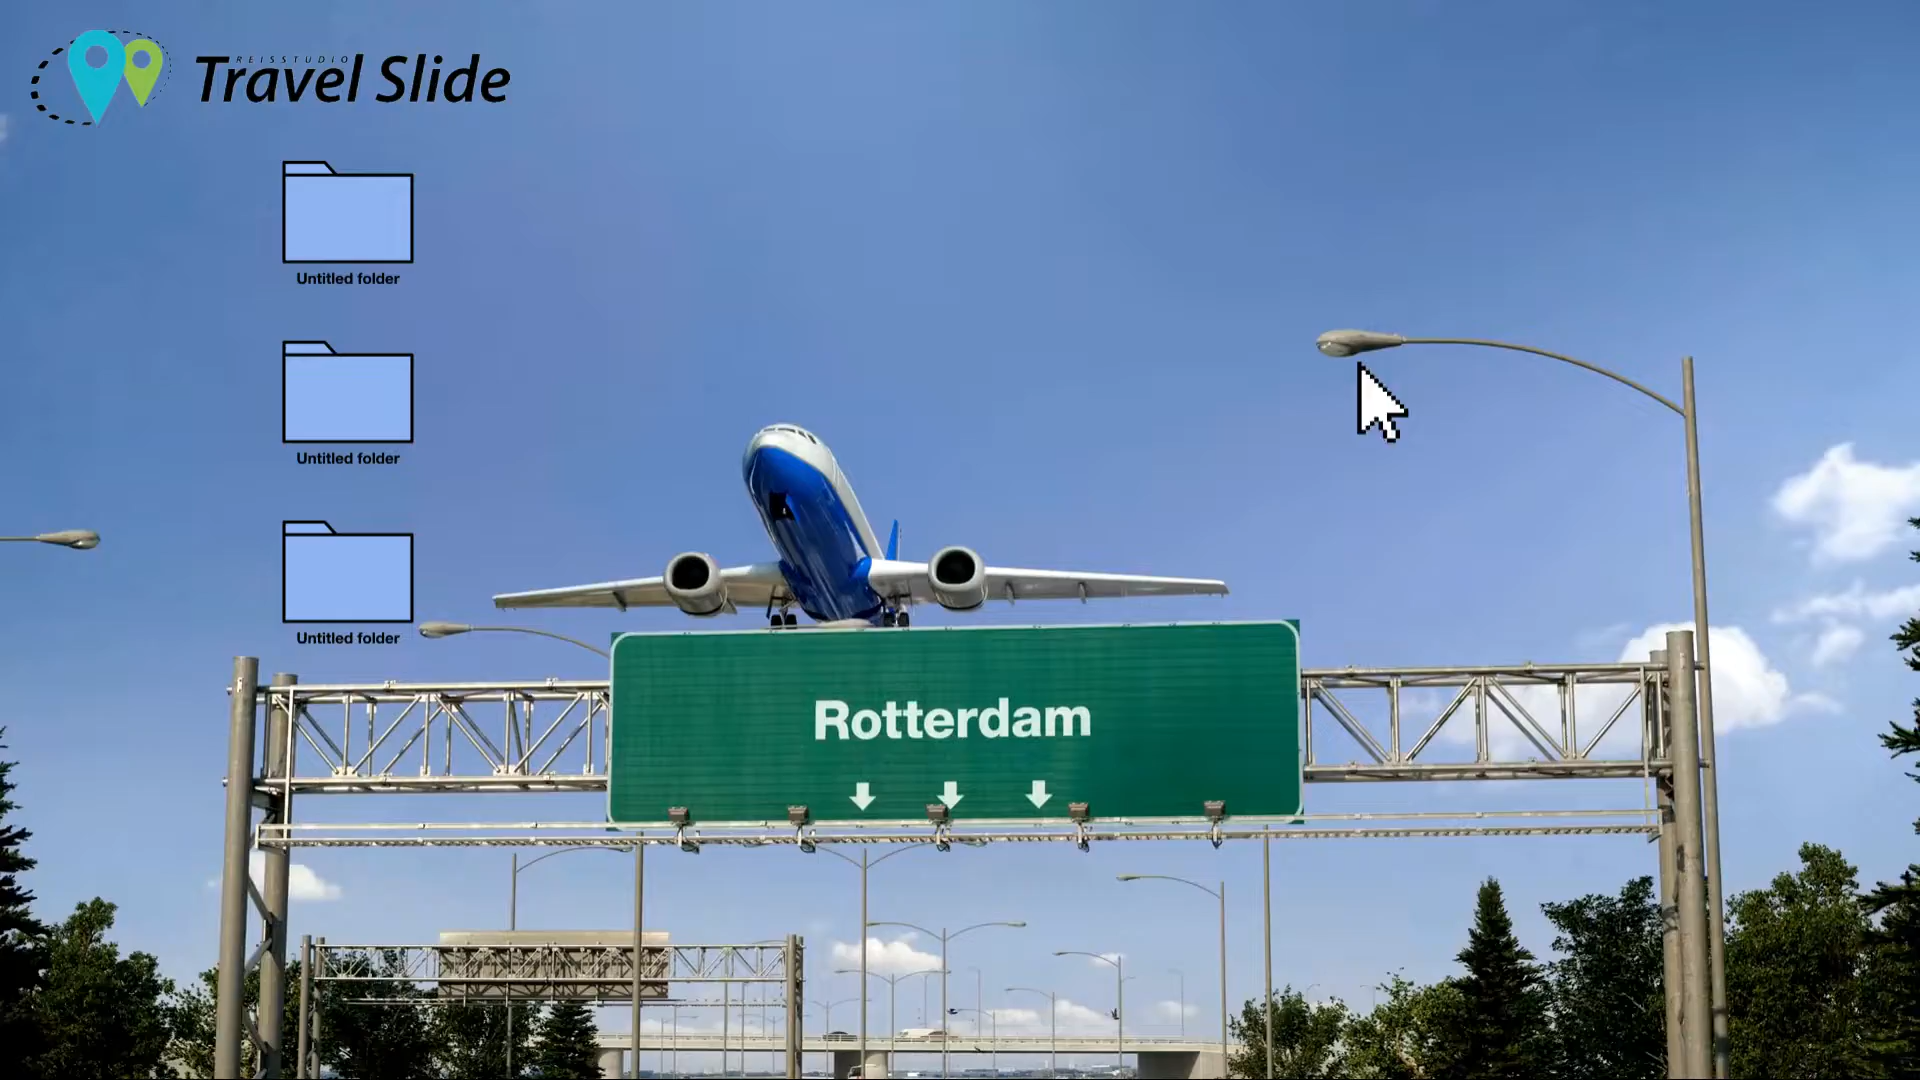 REISSTUDIO
Travel Slide
Untitled folder
Untitled folder
Untitled folder
Rotterdam